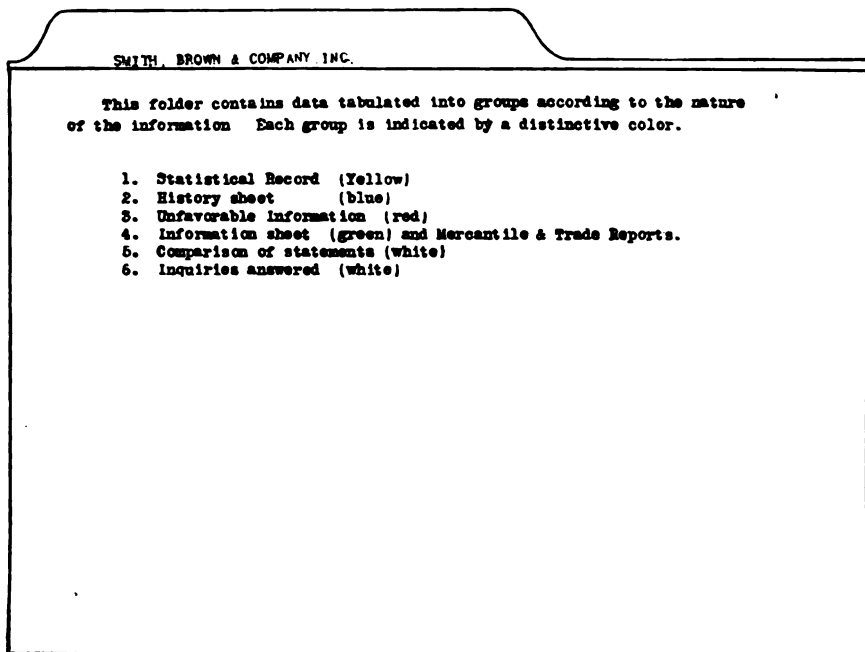 SMITH, BROWN & COMPANY INC.
This folder contains data tabulated into groups according to the nature
of the information Each group is indicated by a distinctive color.
1. Statistical Record (Yellow)
2. History sheet (blue)
3. Unfavorable Information (red)
4. Information sheet (green) and Mercantile & Trade Reports.
5. Comparison of statements (white)
6. Inquiries answered (white)